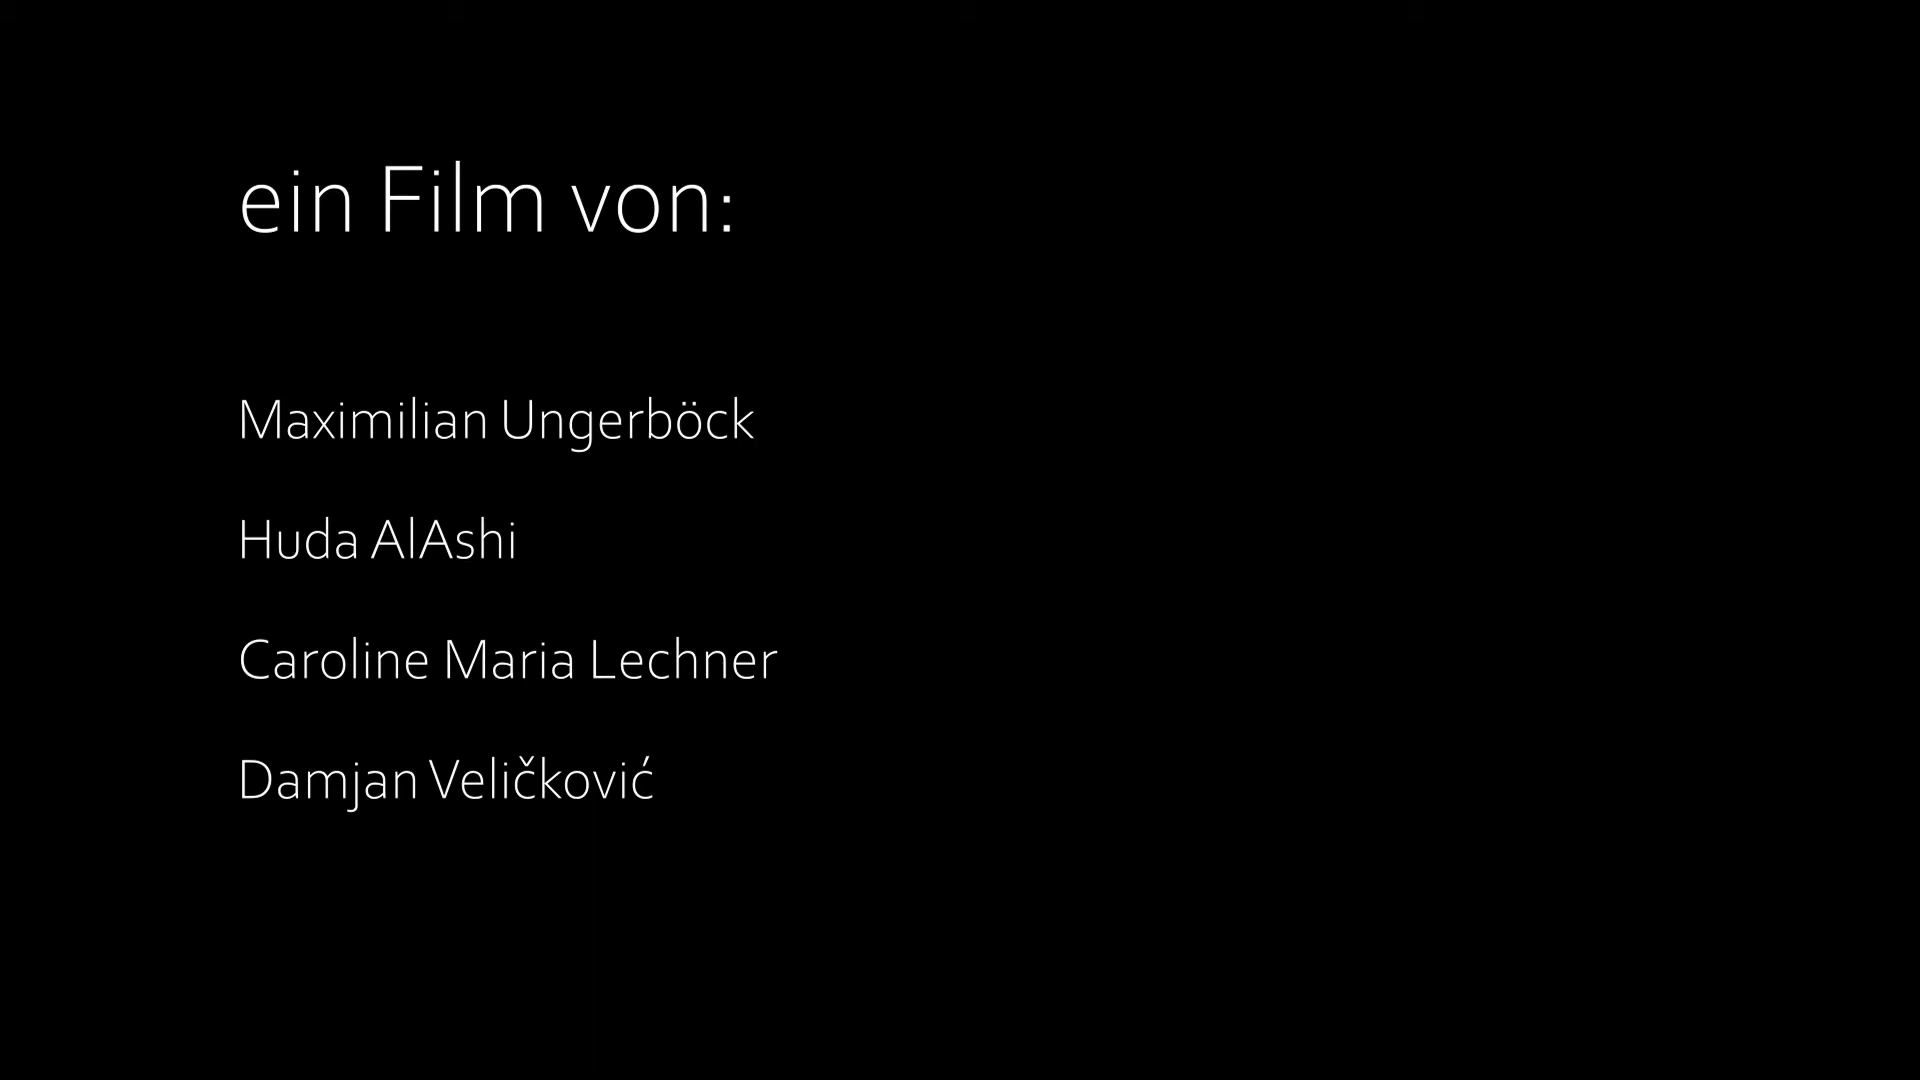 ein Film von:
Maximilian Ungerböck
Huda AlAshi
Caroline Maria Lechner
Damjan Veličković